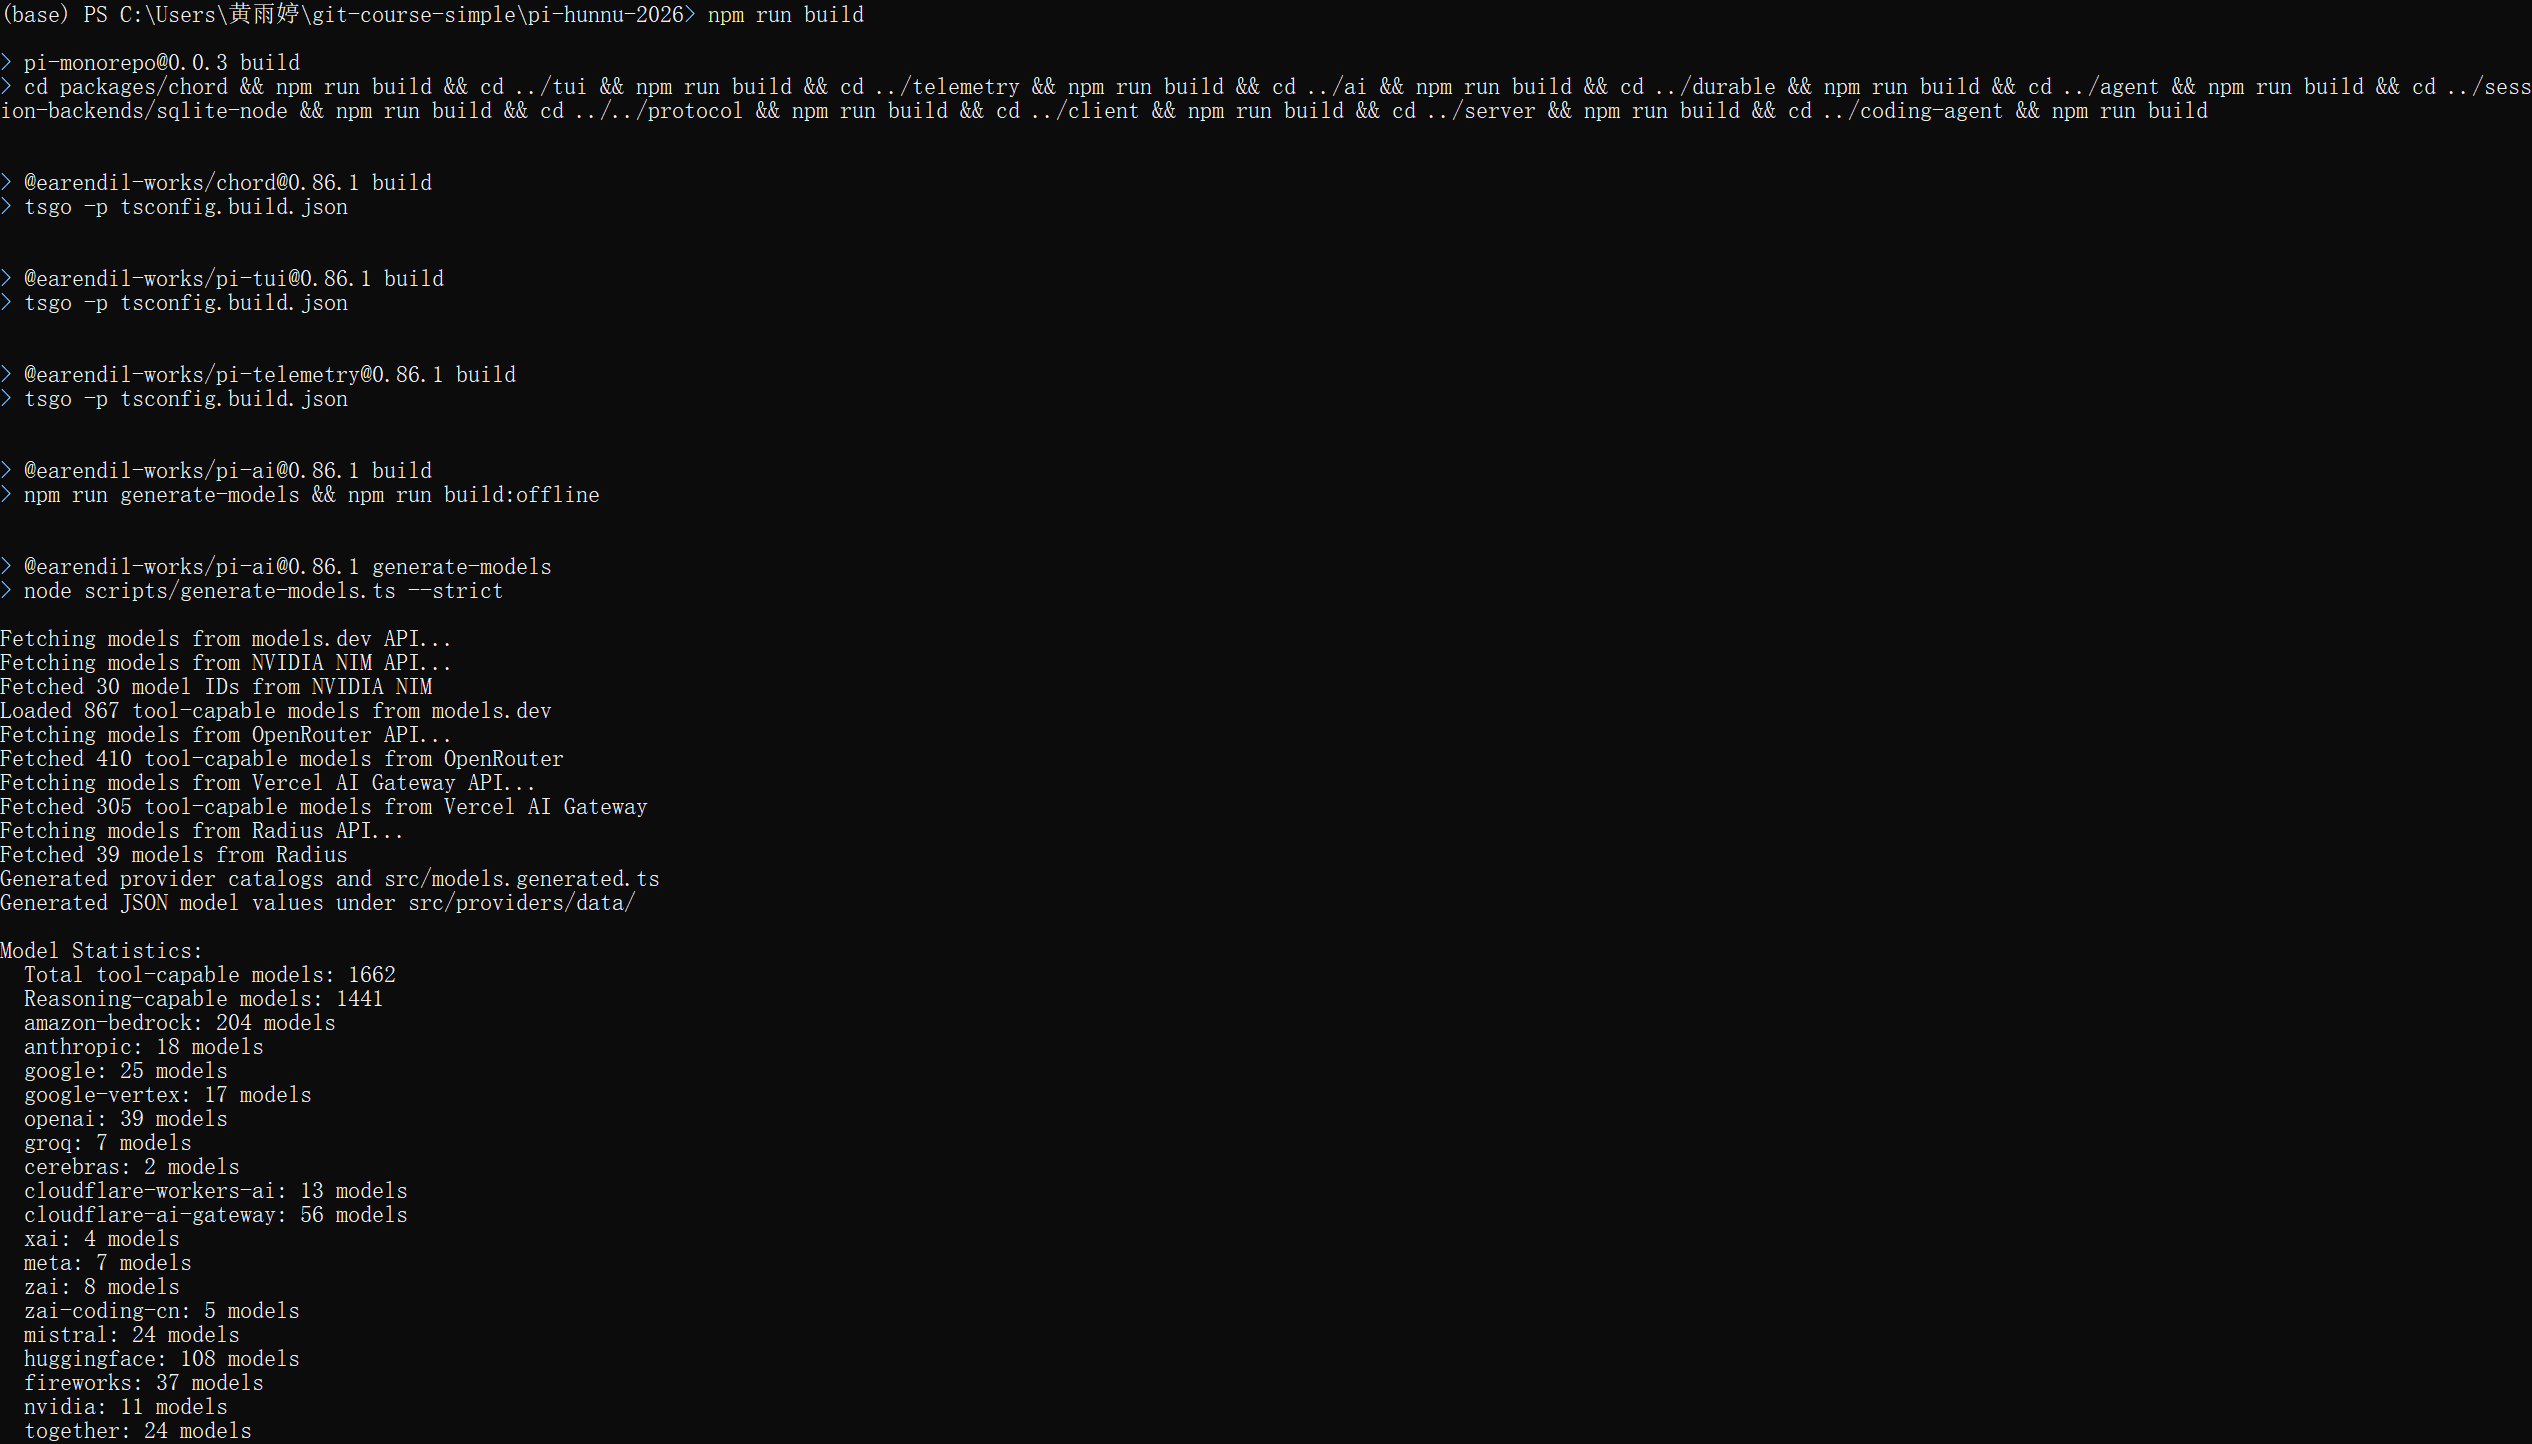 (base) PS C:\Users\黄雨婷\git-course-simple\pi-hunnu-2026> npm run build
> pi-monorepo@0.0.3 build
> cd packages/chord && npm run build && cd ../tui && npm run build && cd ../telemetry && npm run build && cd ../ai && npm run build && cd ../durable && npm run build && cd ../agent && npm run build && cd ../sess
ion-backends/sqlite-node && npm run build && cd ../../protocol && npm run build && cd ../client && npm run build && cd ../server && npm run build && cd ../coding-agent && npm run build
> @earendil-works/chord@0.86.1 build
> tsgo -p tsconfig.build.json
> @earendil-works/pi-tui@0.86.1 build
> tsgo -p tsconfig.build.json
> @earendil-works/pi-telemetry@0.86.1 build
> tsgo -p tsconfig.build.json
> @earendil-works/pi-ai@0.86.1 build
> npm run generate-models && npm run build:offline
> @earendil-works/pi-ai@0.86.1 generate-models
> node scripts/generate-models.ts --strict
Fetching models from models.dev API...
Fetching models from NVIDIA NIM API...
Fetched 30 model IDs from NVIDIA NIM
Loaded 867 tool-capable models from models.dev
Fetching models from OpenRouter API...
Fetched 410 tool-capable models from OpenRouter
Fetching models from Vercel AI Gateway API...
Fetched 305 tool-capable models from Vercel AI Gateway
Fetching models from Radius API...
Fetched 39 models from Radius
Generated provider catalogs and src/models.generated.ts
Generated JSON model values under src/providers/data/
Model Statistics:
Total tool-capable models: 1662
Reasoning-capable models: 1441
amazon-bedrock: 204 models
anthropic: 18 models
google: 25 models
google-vertex: 17 models
openai: 39 models
groq: 7 models
cerebras: 2 models
cloudflare-workers-ai: 13 models
cloudflare-ai-gateway: 56 models
xai: 4 models
meta: 7 models
zai: 8 models
zai-coding-cn: 5 models
mistral: 24 models
huggingface: 108 models
fireworks: 37 models
nvidia: 11 models
together: 24 models